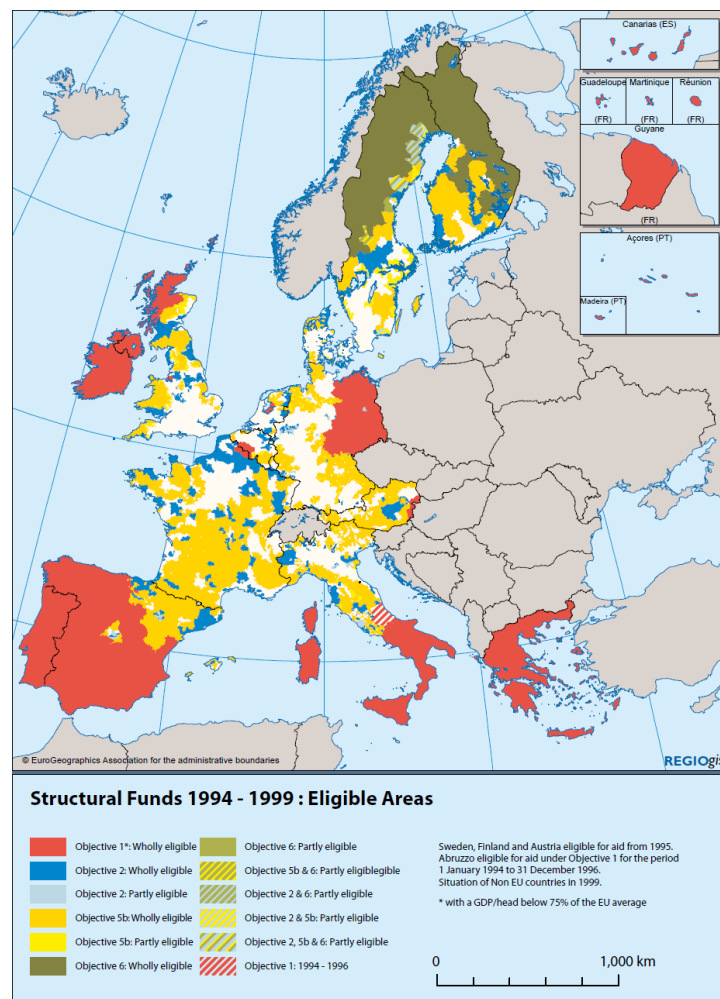 Canarias (ES)
Guadeloupe
Martinique
Réunion
(FR)
(FR)
(FR)
Guyane
(FR)
Açores (PT)
Madeira (PT)
© EuroGeographics Association for the administrative boundaries
REGIOgis
Structural Funds 1994 - 1999 : Eligible Areas
Objective 1*: Wholly eligible
Objective 2: Wholly eligible
Objective 2: Partly eligible
Objective 5b: Wholly eligible
Objective 5b: Partly eligible
Objective 6: Wholly eligible
Objective 6: Partly eligible
Objective 5b & 6: Partly eligiblegible
Objective 2 & 6: Partly eligible
Objective 2 & 5b: Partly eligible
Objective 2, 5b & 6: Partly eligible
Objective 1: 1994 - 1996
Sweden, Finland and Austria eligible for aid from 1995.
Abruzzo eligible for aid under Objective 1 for the period
1 January 1994 to 31 December 1996.
Situation of Non EU countries in 1999.
* with a GDP/head below 75% of the EU average
0
1,000 km